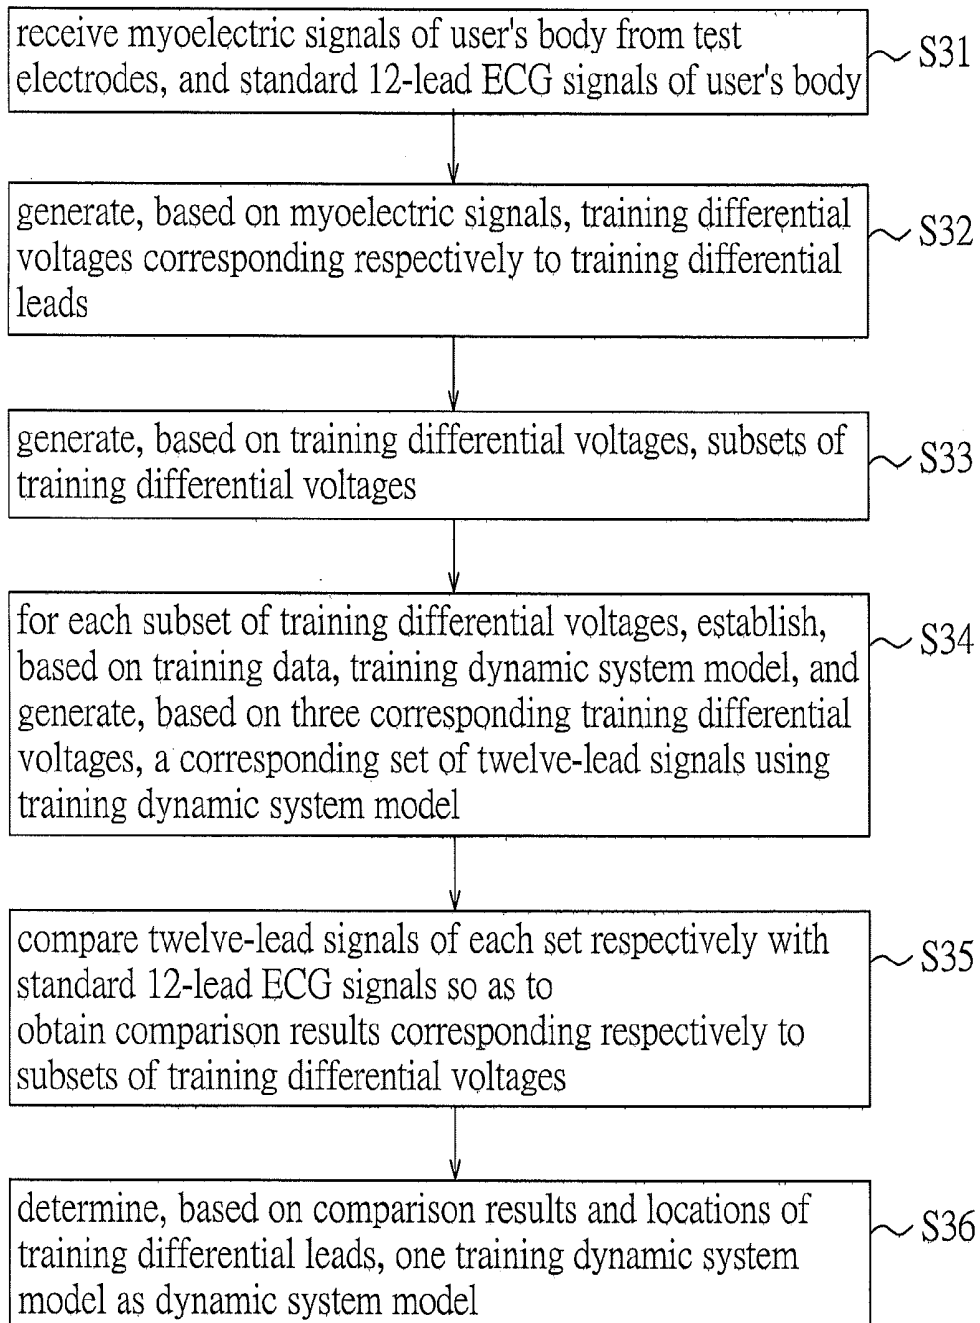 receive myoelectric signals of user's body from test
electrodes, and standard 12-lead ECG signals of user's body
S31
generate, based on myoelectric signals, training differential
voltages corresponding respectively to training differential
leads
S32
generate, based on training differential voltages, subsets of
training differential voltages
S33
for each subset of training differential voltages, establish,
based on training data, training dynamic system model, and
generate, based on three corresponding training differential
voltages, a corresponding set of twelve-lead signals using
training dynamic system model
S34
compare twelve-lead signals of each set respectively with
standard 12-lead ECG signals so as to
obtain comparison results corresponding respectively to
subsets of training differential voltages
S35
determine, based on comparison results and locations of
training differential leads, one training dynamic system
model as dynamic system model
S36